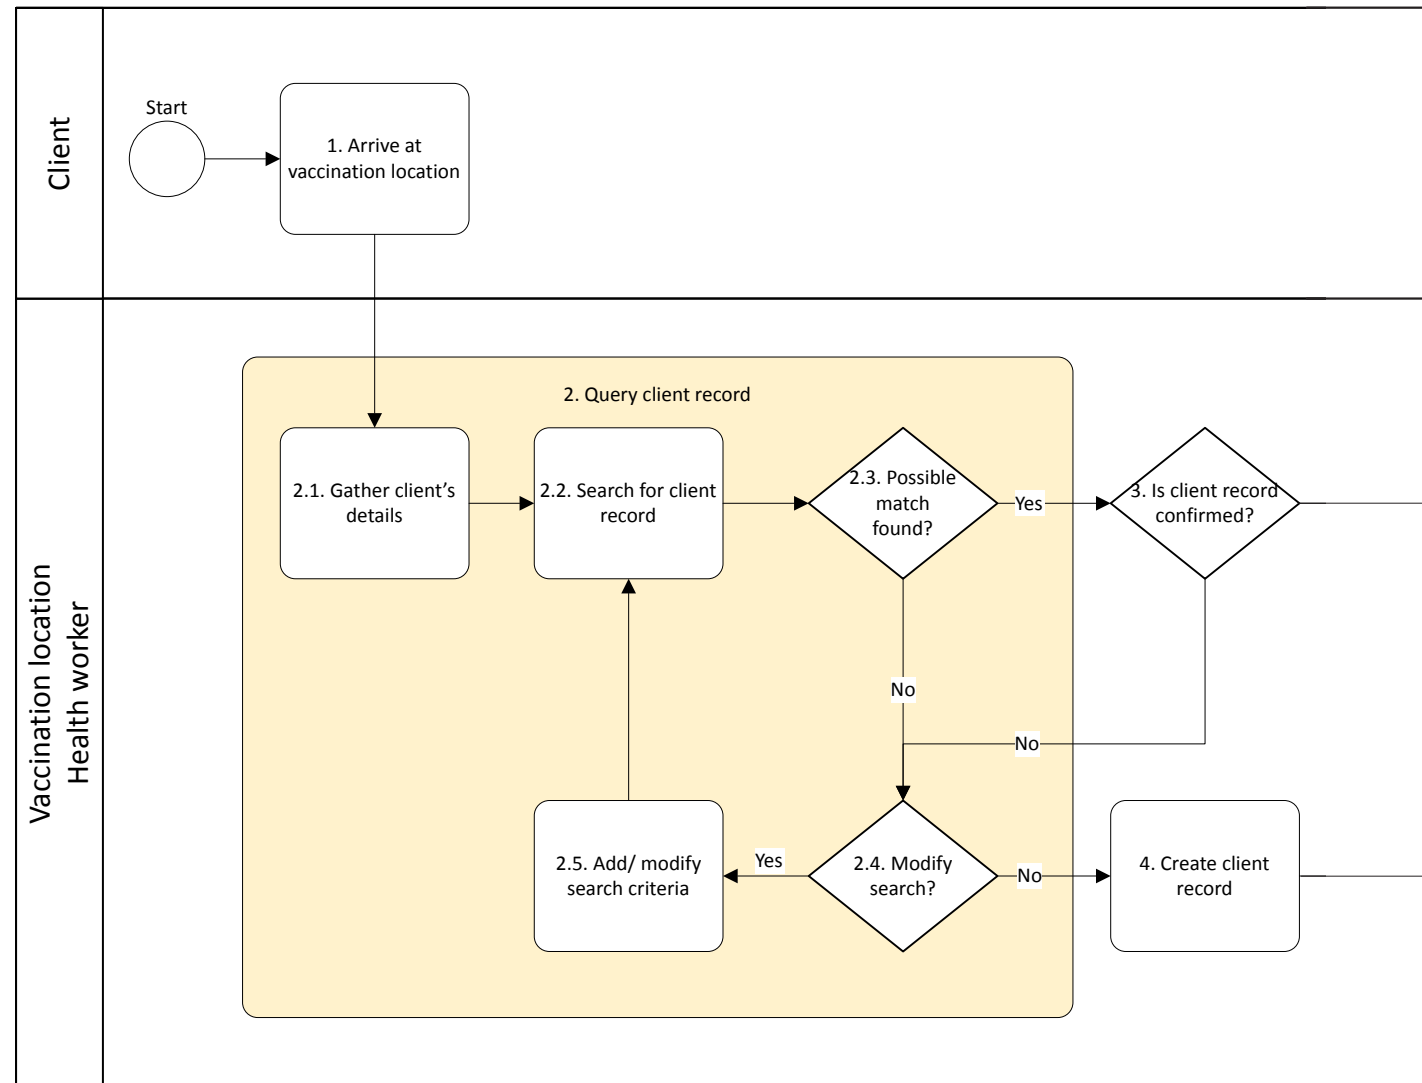 Client
Start
1. Arrive at
vaccination location
Vaccination location
Health worker
2. Query client record
2.1. Gather client’s
details
2.2. Search for client
record
2.3. Possible
match
found?
Yes
3. Is client record
confirmed?
No
No
2.5. Add/ modify
search criteria
Yes
2.4. Modify
search?
No
4. Create client
record